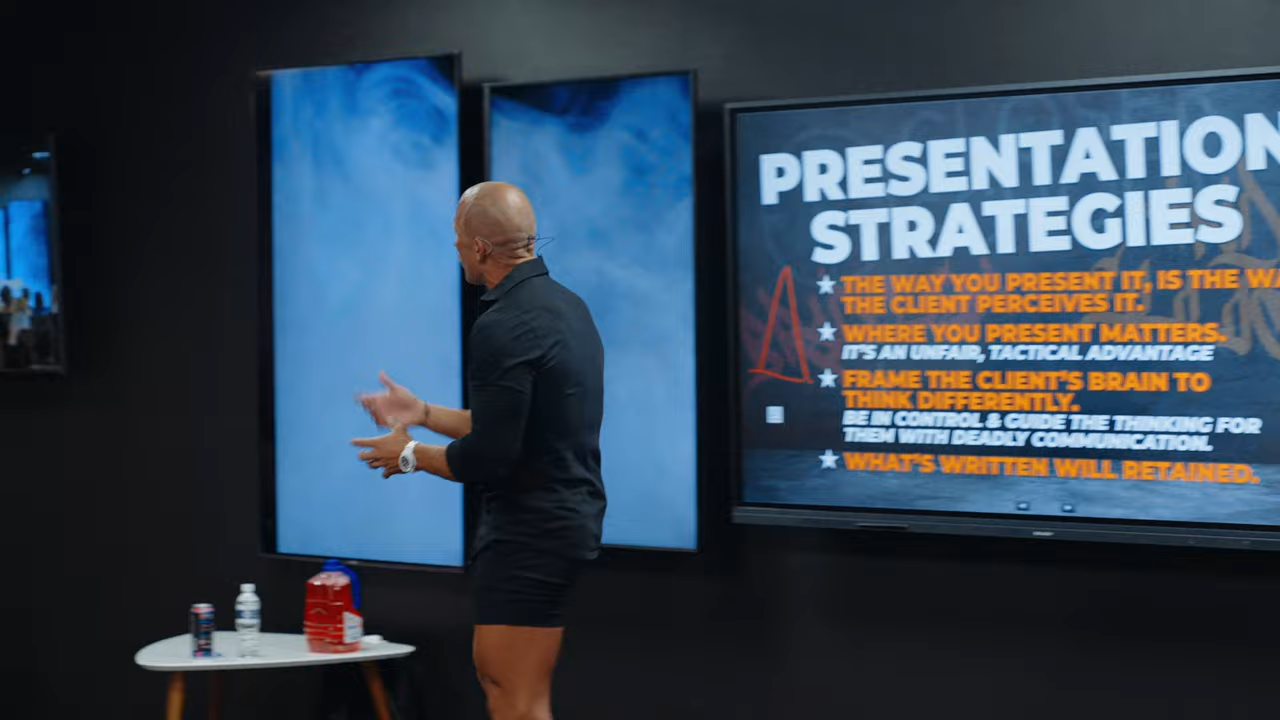 PRESENTATION
STRATEGIES
THE WAY YOU PRESENT IT, IS THE WA
THE CLIENT PERCEIVES IT.
WHERE YOU PRESENT MATTERS.
IT'S AN UNFAIR, TACTICAL ADVANTAGE
FRAME THE CLIENT'S BRAIN TO
THINK DIFFERENTLY.
BE IN CONTROL & GUIDE THE THINKING FOR
THEM WITH DEADLY COMMUNICATION.
WHAT'S WRITTEN WILL RETAINED.